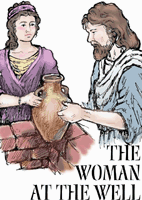 THE
WOMAN
AT THE WELL